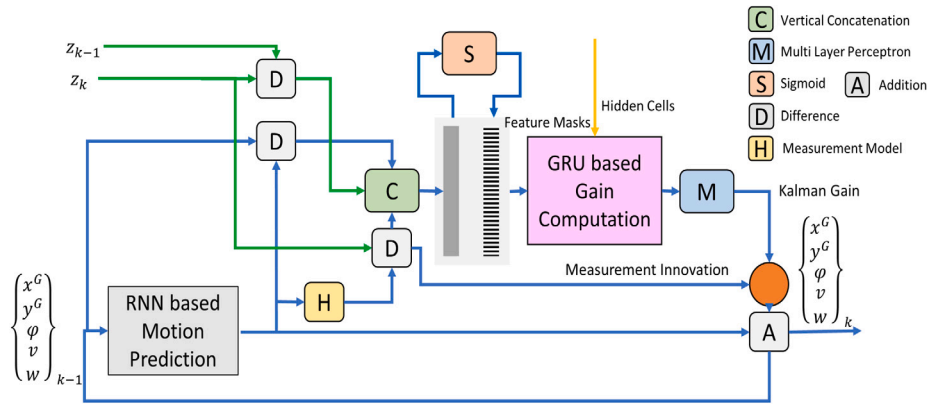 z_{k-1}
z_k
D
D
C
D
H
S
Feature Masks
Hidden Cells
GRU based
Gain
Computation
M
Kalman Gain
Measurement Innovation
A
RNN based
Motion
Prediction
x^G
y^G
φ
v
w
k-1
x^G
y^G
φ
v
w
k
C Vertical Concatenation
M Multi Layer Perceptron
S Sigmoid
A Addition
D Difference
H Measurement Model